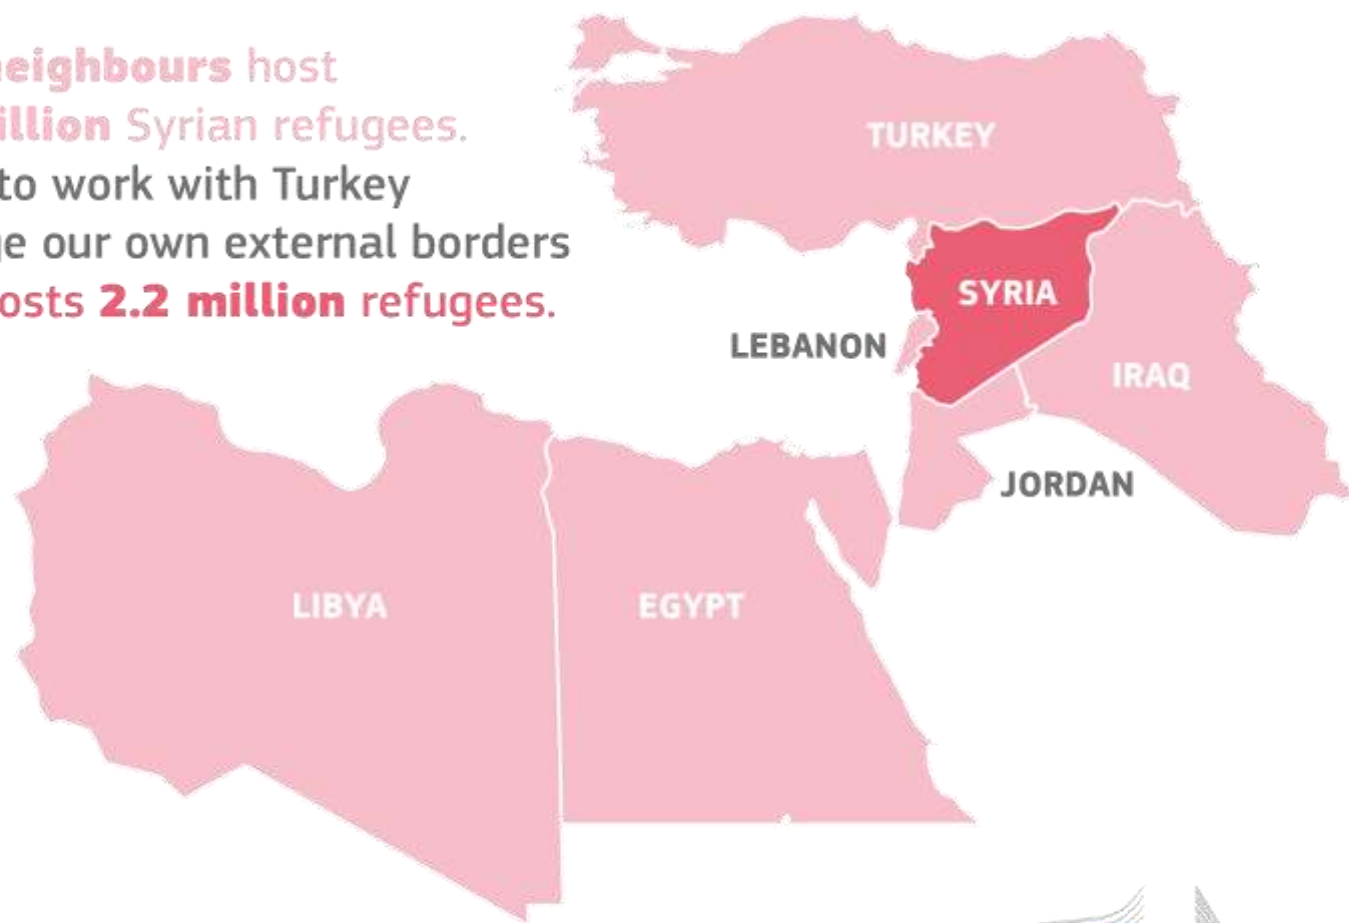 eighbours host
illion Syrian refugees.
to work with Turkey
ge our own external borders
osts 2.2 million refugees.
TURKEY
SYRIA
LEBANON
IRAQ
JORDAN
LIBYA
EGYPT